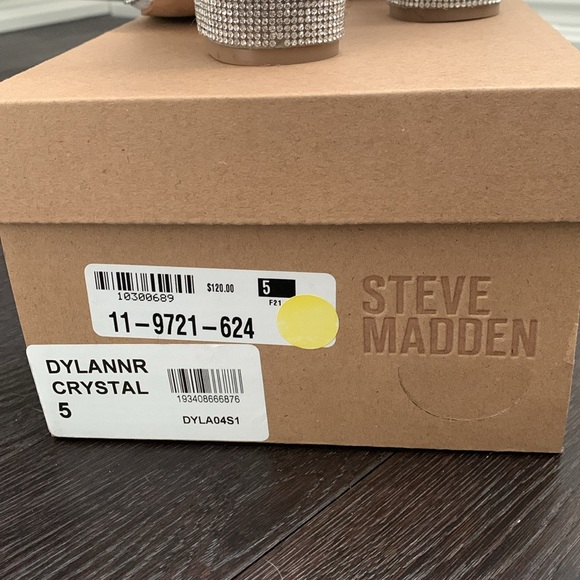 10300689
$120.00
5
F21
11-9721-624
DYLANNR
CRYSTAL
5
193408666876
DYLA04S1
STEVE
MADDEN